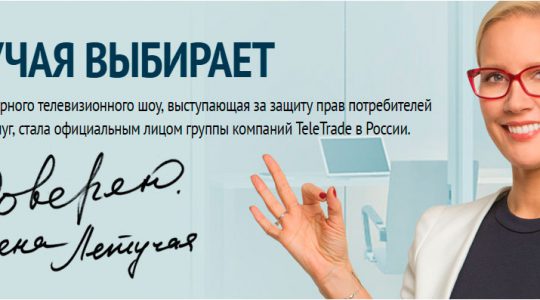 УЧАЯ ВЫБИРАЕТ
рного телевизионного шоу, выступающая за защиту прав потребителей
луг, стала официальным лицом группы компаний TeleTrade в России.
оверен.
ена Летучая